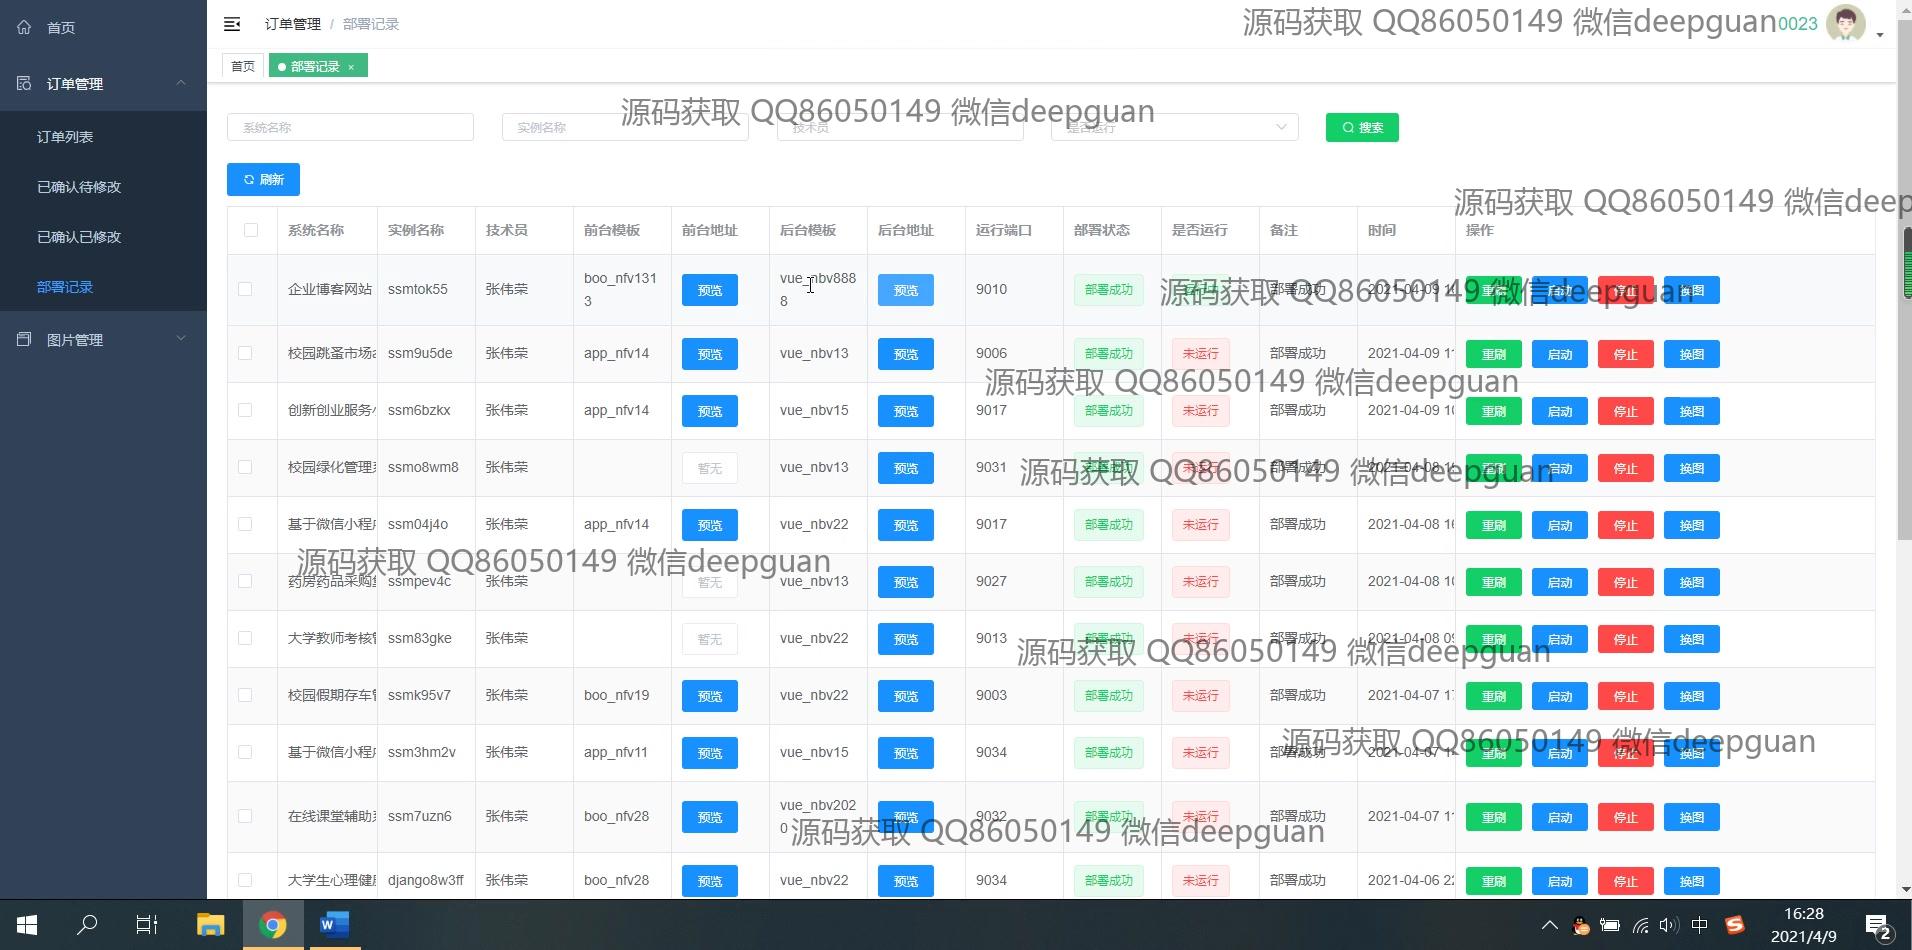 首页
订单管理
订单列表
已确认待修改
已确认已修改
部署记录
图片管理
订单管理 / 部署记录
源码获取 QQ86050149 微信deepguan
0023
首页
部署记录 ×
系统名称 实例名称 技术员 是否运行 搜索
源码获取 QQ86050149 微信deepguan
刷新
源码获取 QQ86050149 微信deep
系统名称 实例名称 技术员 前台模板 前台地址 后台模板 后台地址 运行端口 部署状态 是否运行 备注 时间 操作
企业博客网站 ssmtok55 张伟荣 boo_nfv1313 预览 vue_nbv8888 预览 9010 部署成功 部署成功 2021-04-09 重刷 启动 停止 换图
源码获取 QQ86050149 微信deepguan
校园跳蚤市场 ssm9u5de 张伟荣 app_nfv14 预览 vue_nbv13 预览 9006 部署成功 未运行 部署成功 2021-04-09 11 重刷 启动 停止 换图
源码获取 QQ86050149 微信deepguan
创新创业服务 ssm6bzkx 张伟荣 app_nfv14 预览 vue_nbv15 预览 9017 部署成功 未运行 部署成功 2021-04-09 10 重刷 启动 停止 换图
校园绿化管理 ssmo8wm8 张伟荣 暂无 vue_nbv13 预览 9031 部署成功 未运行 部署成功 2021-04-08 重刷 启动 停止 换图
源码获取 QQ86050149 微信deepguan
基于微信小程 ssm04j4o 张伟荣 app_nfv14 预览 vue_nbv22 预览 9017 部署成功 未运行 部署成功 2021-04-08 16 重刷 启动 停止 换图
源码获取 QQ86050149 微信deepguan
药房药品采购 ssmpev4c 张伟荣 暂无 vue_nbv13 预览 9027 部署成功 未运行 部署成功 2021-04-08 10 重刷 启动 停止 换图
大学教师考核 ssm83gke 张伟荣 暂无 vue_nbv22 预览 9013 部署成功 未运行 部署成功 2021-04-08 09 重刷 启动 停止 换图
源码获取 QQ86050149 微信deepguan
校园假期存车 ssmk95v7 张伟荣 boo_nfv19 预览 vue_nbv22 预览 9003 部署成功 未运行 部署成功 2021-04-07 17 重刷 启动 停止 换图
源码获取 QQ86050149 微信deepguan
基于微信小程 ssm3hm2v 张伟荣 app_nfv11 预览 vue_nbv15 预览 9034 部署成功 未运行 部署成功 2021-04-07 重刷 启动 停止 换图
在线课堂辅助 ssm7uzn6 张伟荣 boo_nfv28 预览 vue_nbv2020 预览 9032 部署成功 未运行 部署成功 2021-04-07 11 重刷 启动 停止 换图
源码获取 QQ86050149 微信deepguan
大学生心理健 django8w3ff 张伟荣 boo_nfv28 预览 vue_nbv22 预览 9034 部署成功 未运行 部署成功 2021-04-06 22 重刷 启动 停止 换图
中
16:28
2021/4/9
2